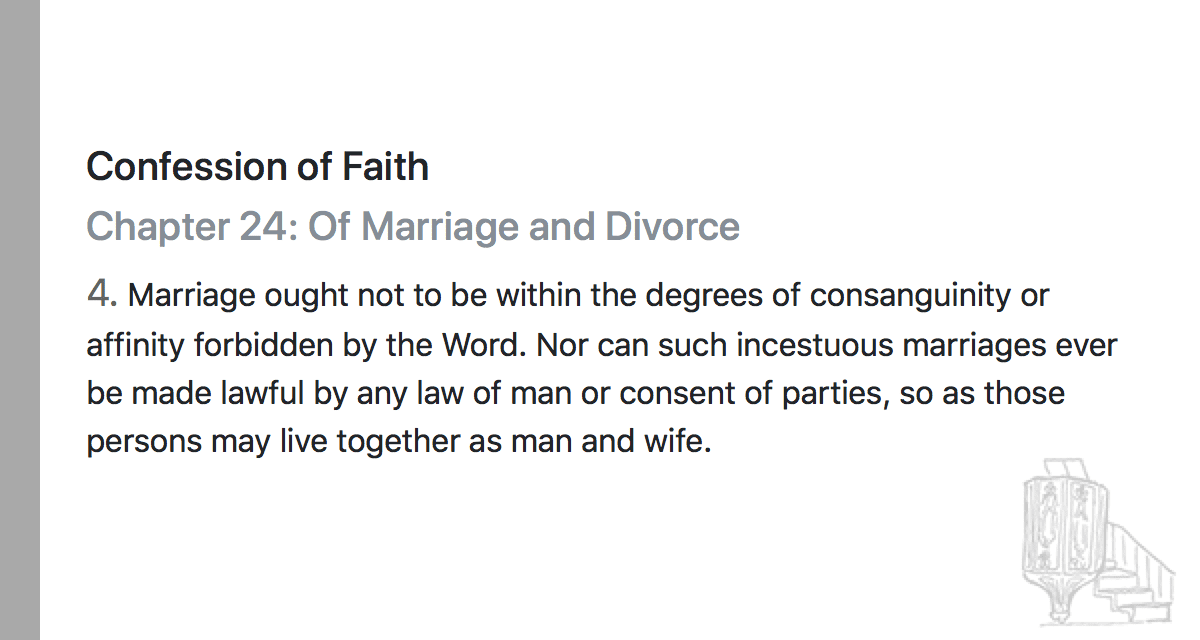 Confession of Faith
Chapter 24: Of Marriage and Divorce
4. Marriage ought not to be within the degrees of consanguinity or
affinity forbidden by the Word. Nor can such incestuous marriages ever
be made lawful by any law of man or consent of parties, so as those
persons may live together as man and wife.